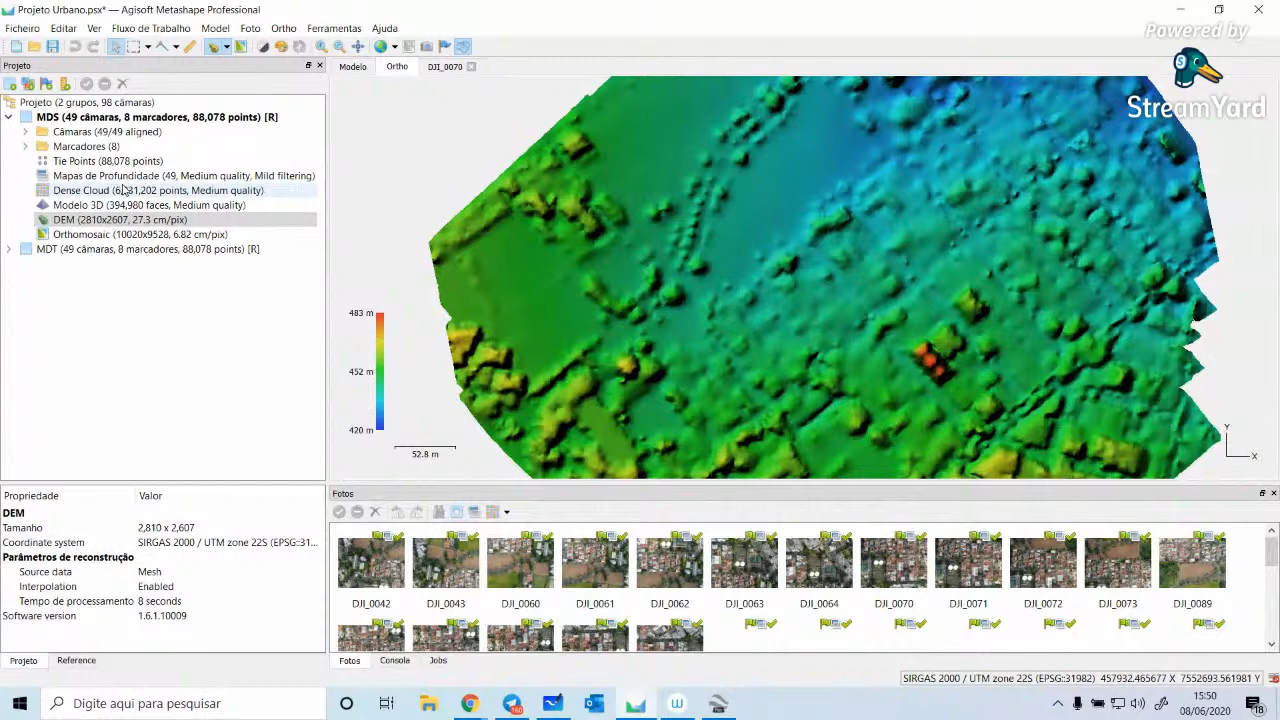 Projeto Urbano.psx* — Agisoft Metashape Professional
Ficheiro Editar Ver Fluxo de Trabalho Model Foto Ortho Ferramentas Ajuda
Powered by
StreamYard
Projeto
Modelo Ortho DJI_0070
Projeto (2 grupos, 98 câmaras)
MDS (49 câmaras, 8 marcadores, 88,078 points) [R]
Câmaras (49/49 aligned)
Marcadores (8)
Tie Points (88,078 points)
Mapas de Profundidade (49, Medium quality, Mild filtering)
Dense Cloud ( 31,202 points, Medium quality)
Modelo 3D (394,980 faces, Medium quality)
DEM (2810x2607, 27.3 cm/pix)
Orthomosaic (10020x9528, 6.82 cm/pix)
MDT (49 câmaras, 8 marcadores, 88,078 points) [R]
483 m
452 m
420 m
52.8 m
Y
X
Propriedade Valor
DEM
Tamanho 2,810 x 2,607
Coordinate system SIRGAS 2000 / UTM zone 22S (EPSG::31...
Parâmetros de reconstrução
Source data Mesh
Interpolation Enabled
Tempo de processamento 8 seconds
Software version 1.6.1.10009
Projeto Reference
Fotos
DJI_0042 DJI_0043 DJI_0060 DJI_0061 DJI_0062 DJI_0063 DJI_0064 DJI_0070 DJI_0071 DJI_0072 DJI_0073 DJI_0089
Fotos Consola Jobs
SIRGAS 2000 / UTM zone 22S (EPSG:31982) 457932.465677 X 7552693.561981 Y
Digite aqui para pesquisar
160
W
15:50
08/06/2020
18